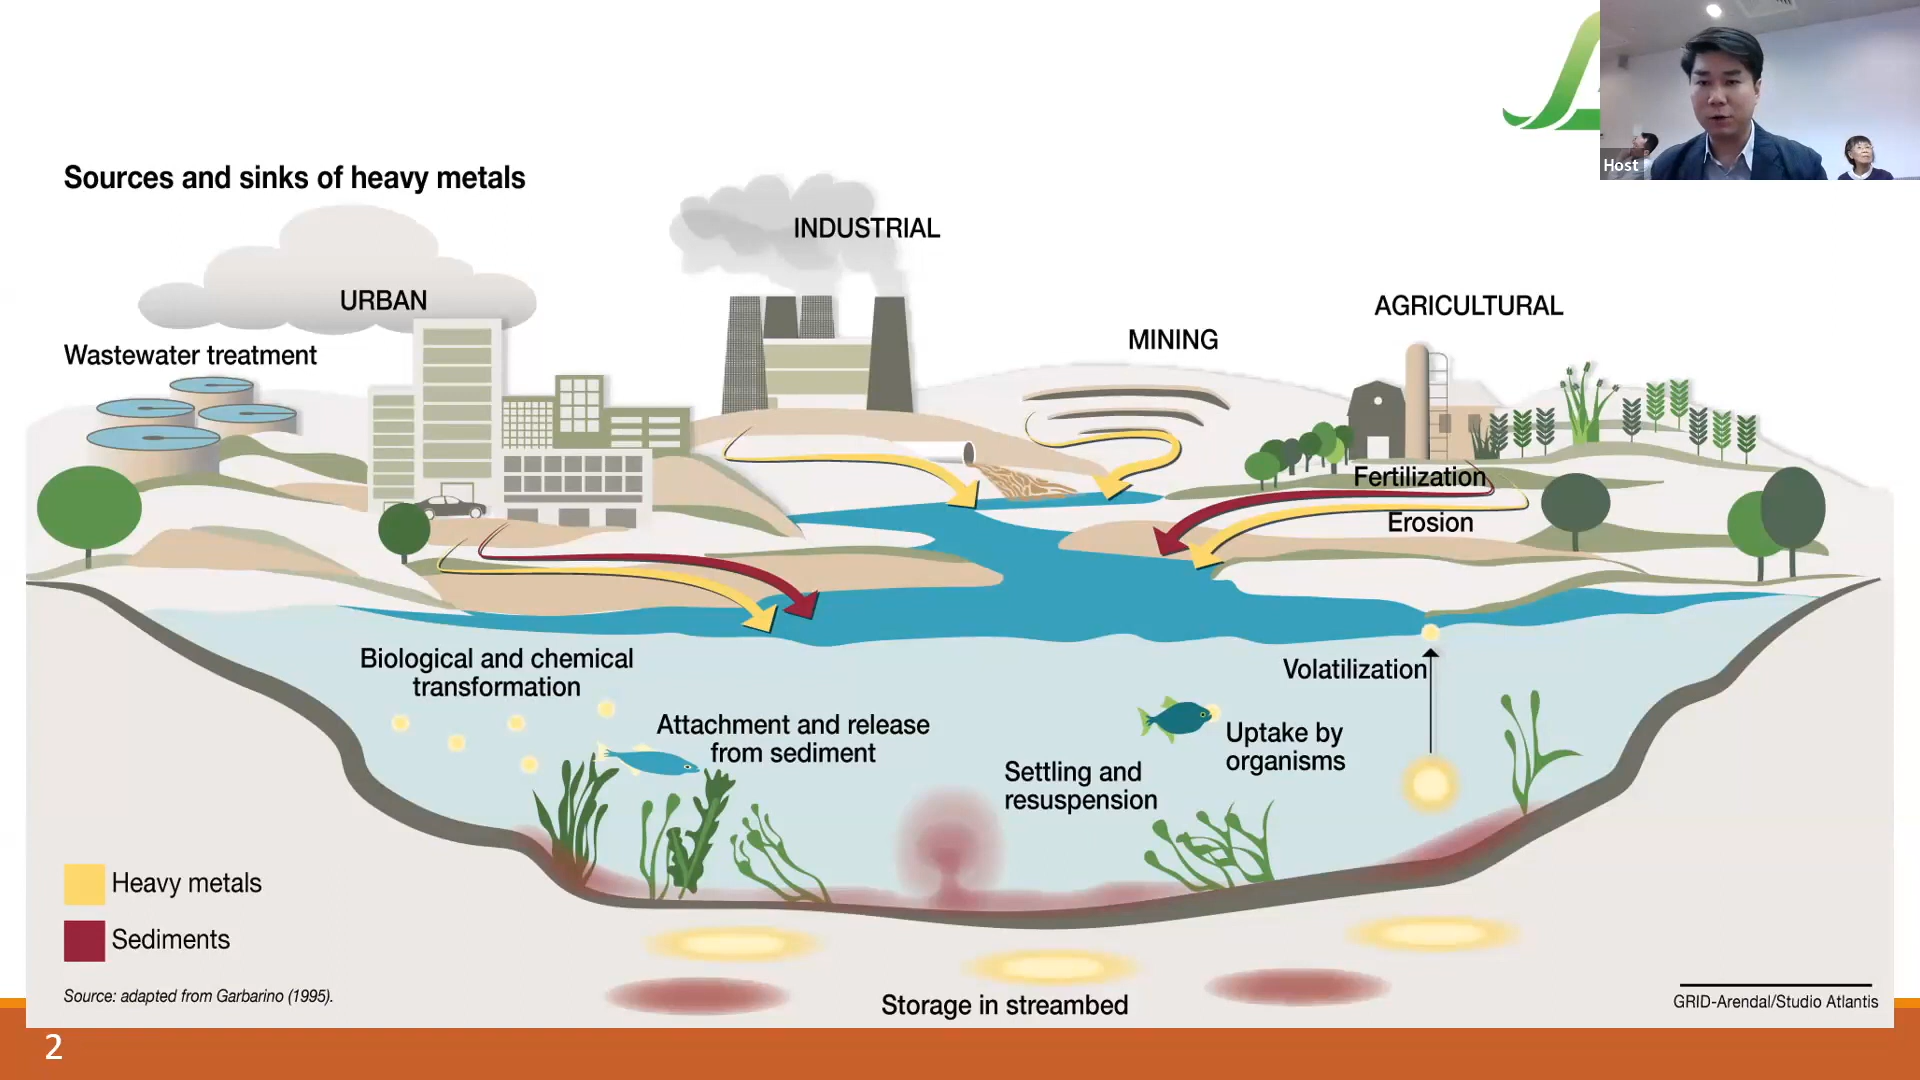 Host
Sources and sinks of heavy metals
INDUSTRIAL
URBAN
AGRICULTURAL
MINING
Wastewater treatment
Fertilization
Erosion
Biological and chemical
transformation
Volatilization
Attachment and release
from sediment
Uptake by
organisms
Settling and
resuspension
Heavy metals
Sediments
Source: adapted from Garbarino (1995).
Storage in streambed
GRID-Arendal/Studio Atlantis
2